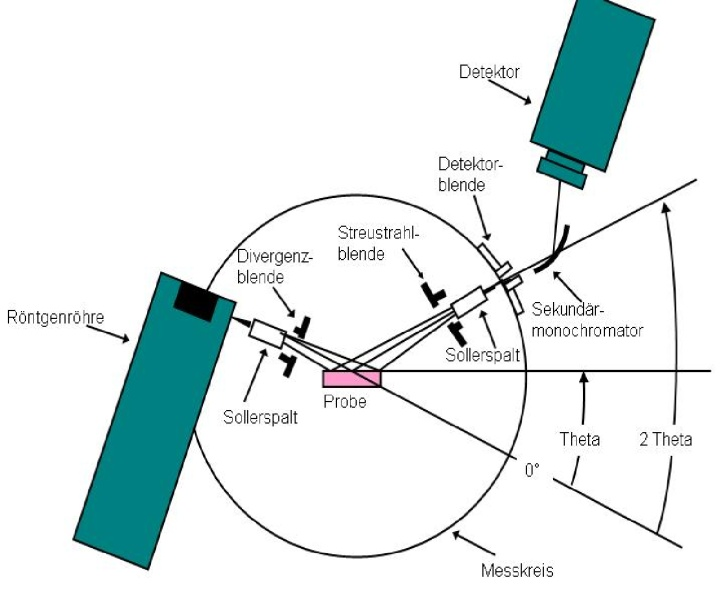 Detektor
Detektor-
blende
Streustrahl-
blende
Divergenz-
blende
Röntgenröhre
Sekundär-
monochromator
Sollerspalt
Probe
Sollerspalt
Theta
2 Theta
0°
Messkreis